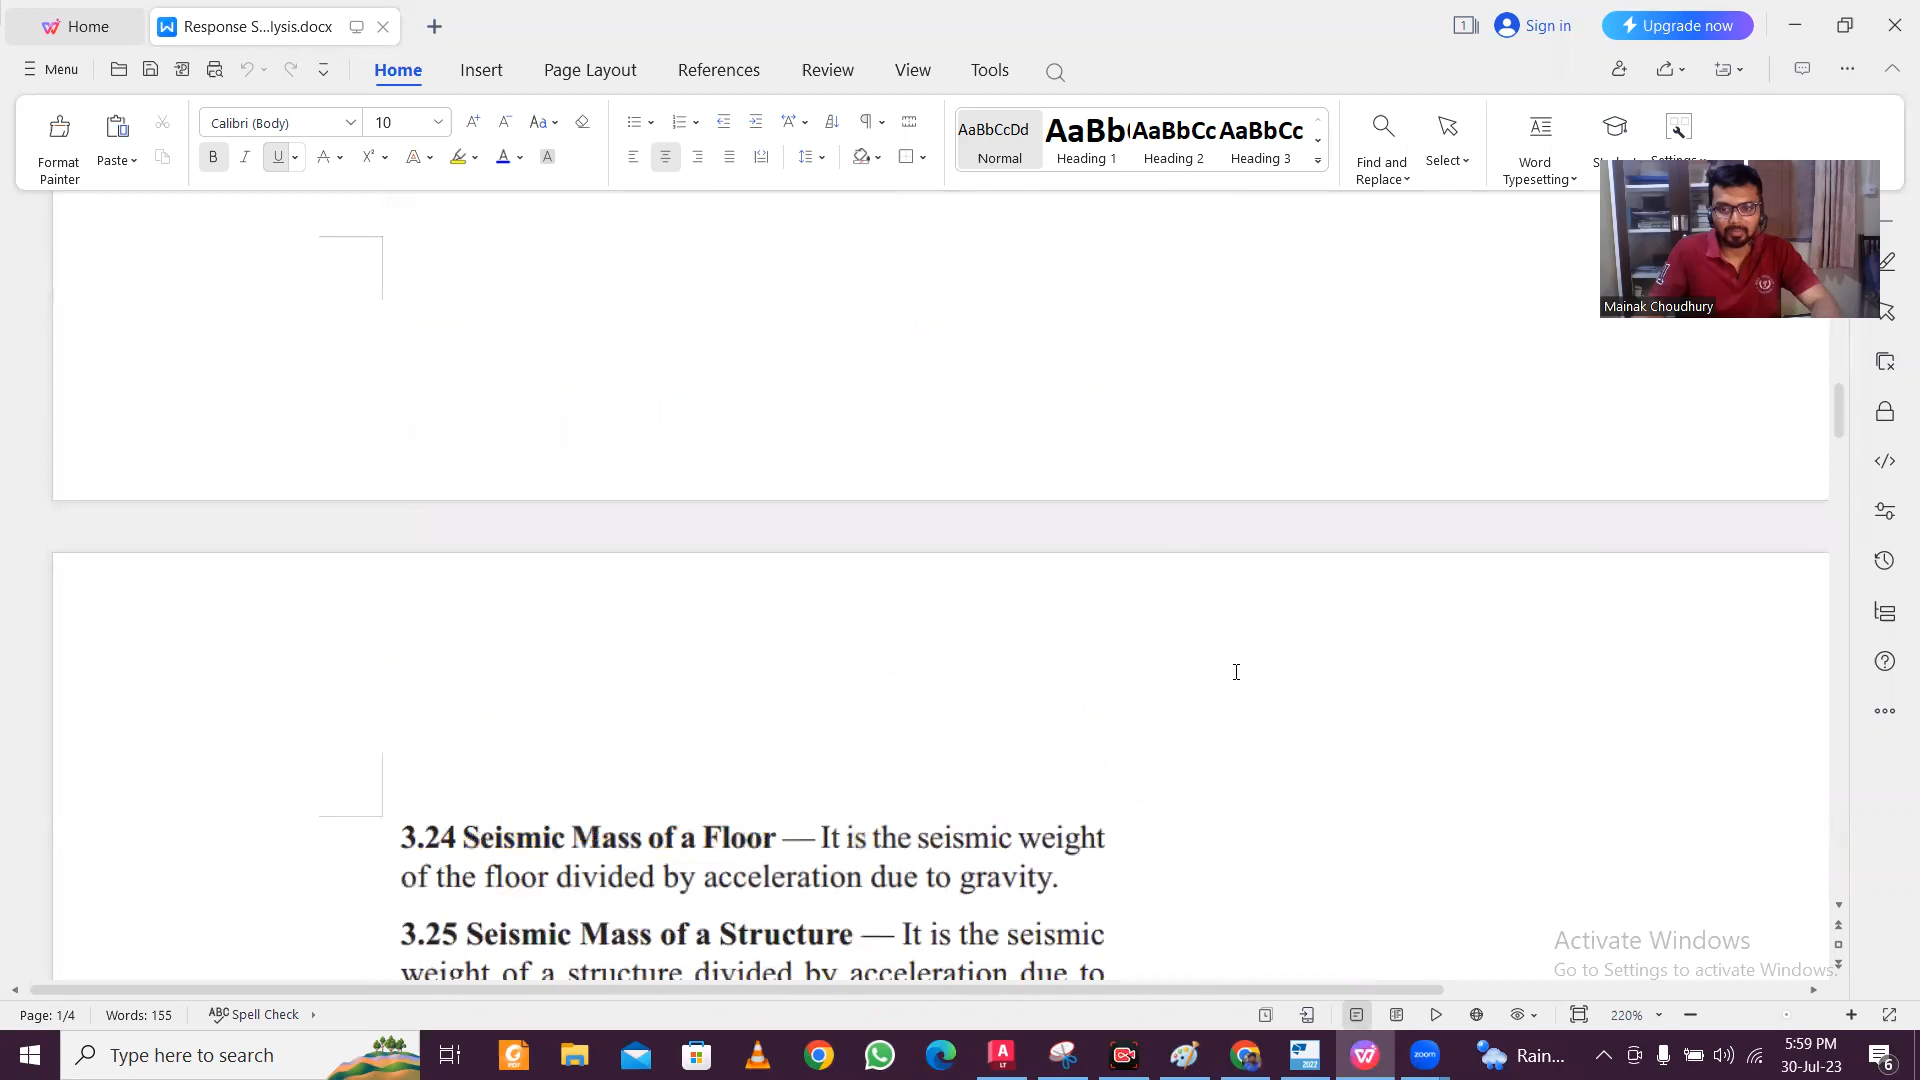 Home
Response S...lysis.docx
Sign in
Upgrade now
Menu
Home
Insert
Page Layout
References
Review
View
Tools
Format
Painter
Paste
Calibri (Body)
10
AaBbCcDd
Normal
AaBb(
Heading 1
AaBbCc
Heading 2
AaBbCc
Heading 3
Find and
Replace
Select
Word
Typesetting
Mainak Choudhury
3.24 Seismic Mass of a Floor — It is the seismic weight
of the floor divided by acceleration due to gravity.
3.25 Seismic Mass of a Structure — It is the seismic
weight of a structure divided by acceleration due to
Activate Windows
Go to Settings to activate Windows.
Page: 1/4
Words: 155
Spell Check
220%
Type here to search
Rain...
5:59 PM
30-Jul-23
6